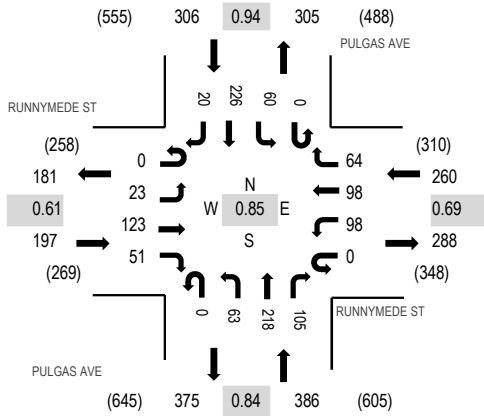 (555) 306 0.94 305 (488)
PULGAS AVE
RUNNYMEDE ST
20 226 60 0
(258) (310)
181 0 64 260
0.61 23 N 98 0.69
W 0.85 E
197 123 S 98 288
(269) 51 0 (348)
0 63 218 105
RUNNYMEDE ST
PULGAS AVE
(645) 375 0.84 386 (605)